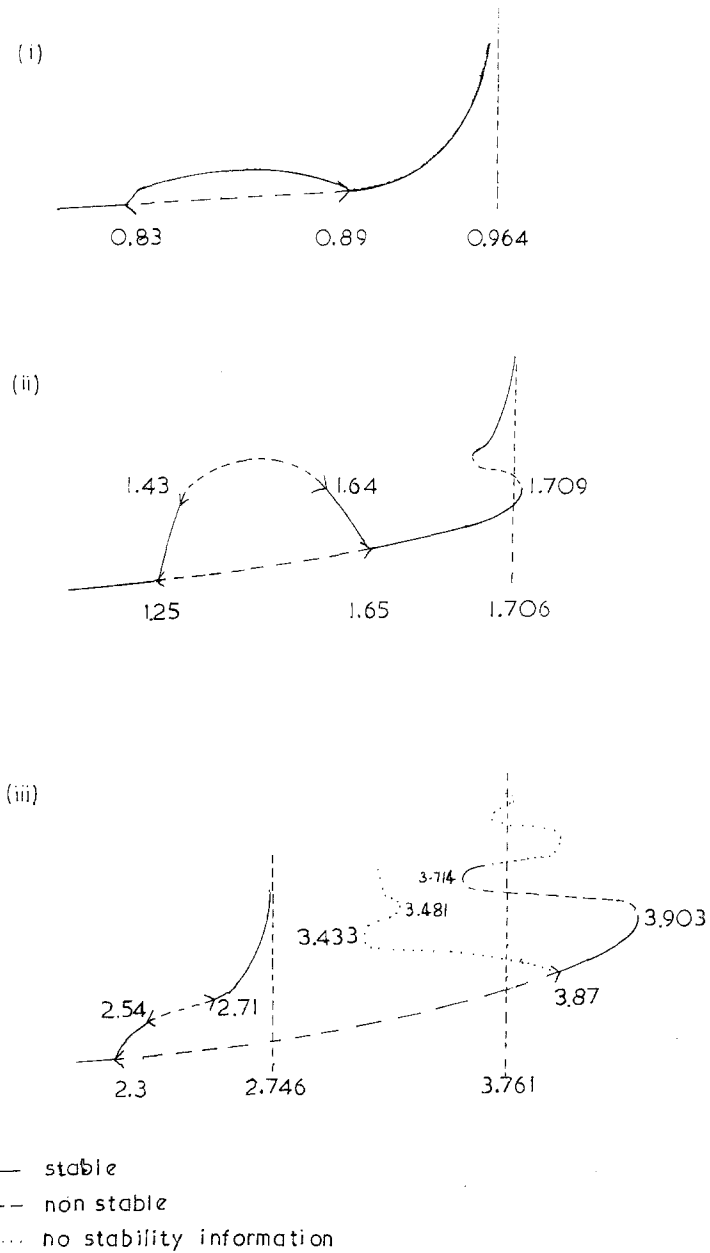 (i)
0.83 0.89 0.964
(ii)
1.43 1.64 1.709
1.25 1.65 1.706
(iii)
3.714
3.481
3.433 3.903
2.54 2.71 3.87
2.3 2.746 3.761
stable
non stable
no stability information